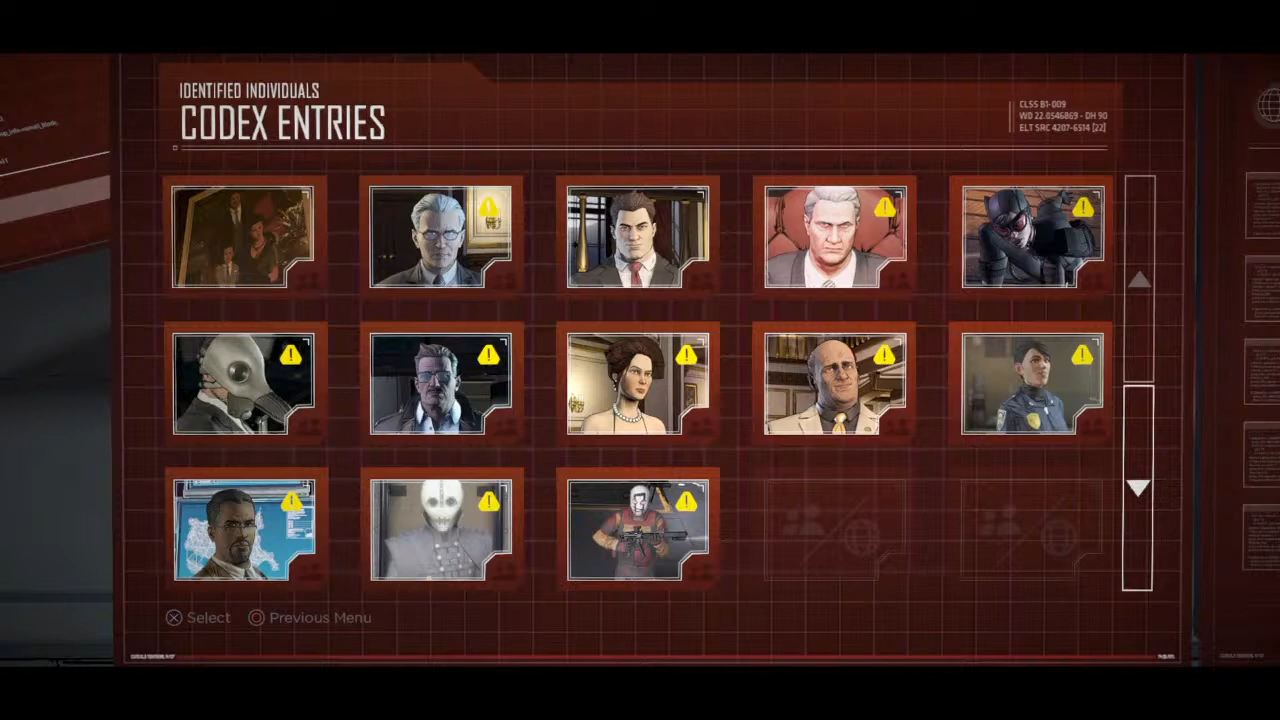 IDENTIFIED INDIVIDUALS
CODEX ENTRIES
CLSS B1-009
WD 22.0546869 - DH 90
ELT SRC 4207-6514 [22]
Select
Previous Menu